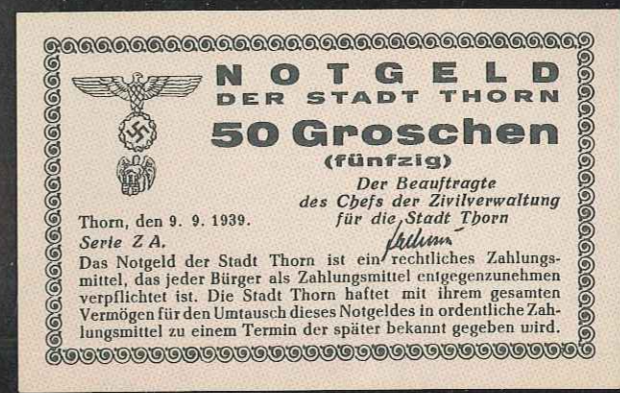 NOTGELD
DER STADT THORN
50 Groschen
(fünfzig)
Der Beauftragte
des Chefs der Zivilverwaltung
für die Stadt Thorn
Thorn, den 9. 9. 1939.
Serie Z A.
Das Notgeld der Stadt Thorn ist ein rechtliches Zahlungs-
mittel, das jeder Bürger als Zahlungsmittel entgegenzunehmen
verpflichtet ist. Die Stadt Thorn haftet mit ihrem gesamten
Vermögen für den Umtausch dieses Notgeldes in ordentliche Zah-
lungsmittel zu einem Termin der später bekannt gegeben wird.